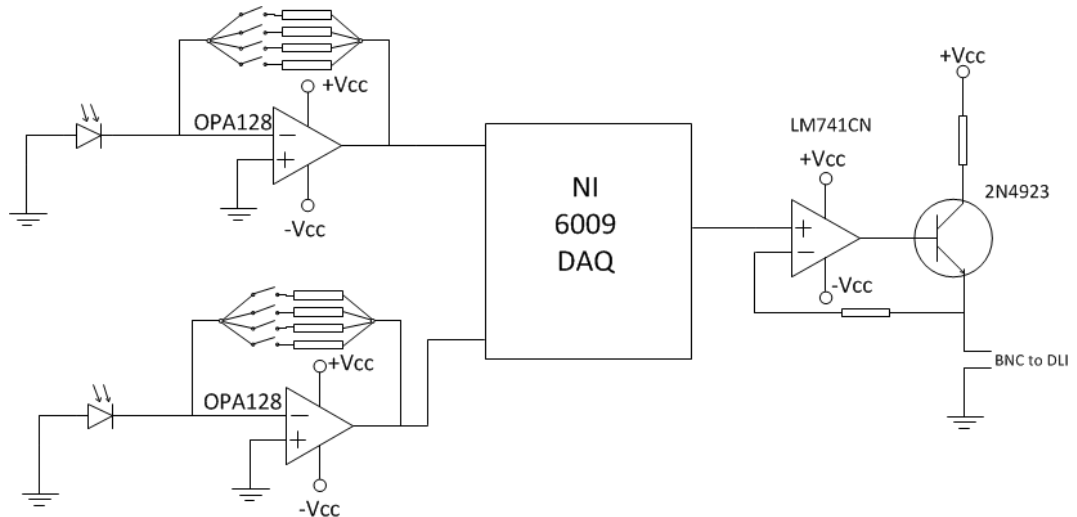 +Vcc
OPA128
-Vcc
+Vcc
OPA128
-Vcc
NI
6009
DAQ
LM741CN
+Vcc
-Vcc
+Vcc
2N4923
BNC to DLI